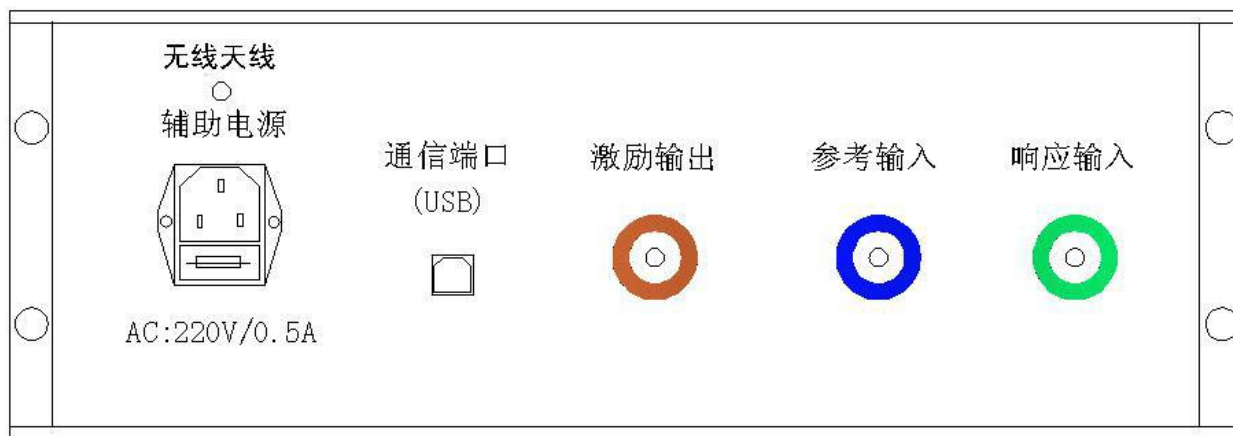 无线天线
辅助电源
AC:220V/0.5A
通信端口
(USB)
激励输出
参考输入
响应输入